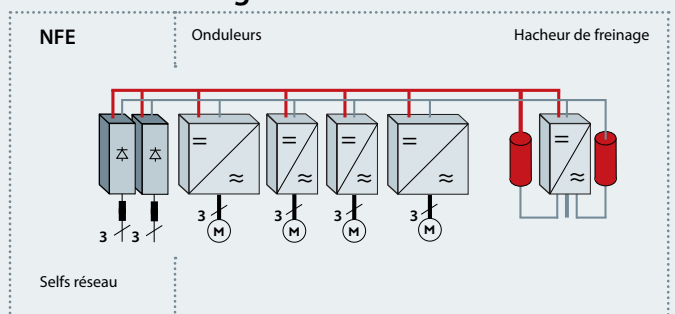 NFE
Onduleurs
Hacheur de freinage
= ≈ = ≈ = ≈ = ≈ = ≈
3 3 3 3 3 3
M M M M
Selfs réseau